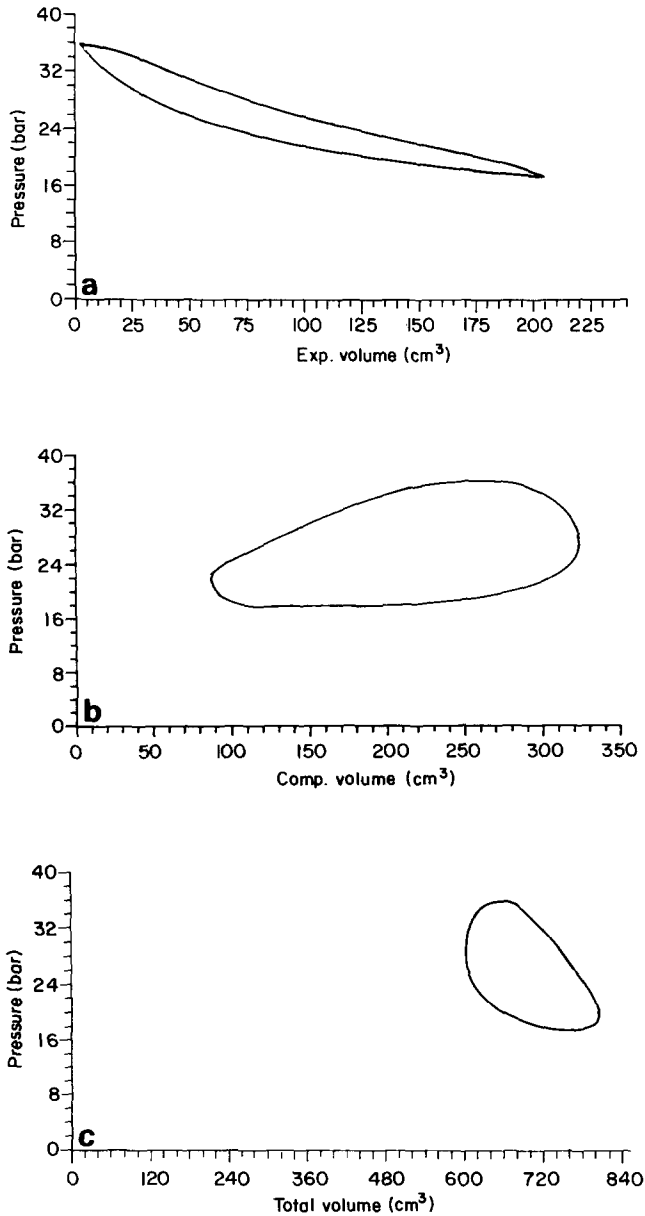 40
32
24
16
8
0
Pressure (bar)
a
0 25 50 75 100 125 150 175 200 225
Exp. volume (cm³)
40
32
24
16
8
0
Pressure (bar)
b
0 50 100 150 200 250 300 350
Comp. volume (cm³)
40
32
24
16
8
0
Pressure (bar)
c
0 120 240 360 480 600 720 840
Total volume (cm³)